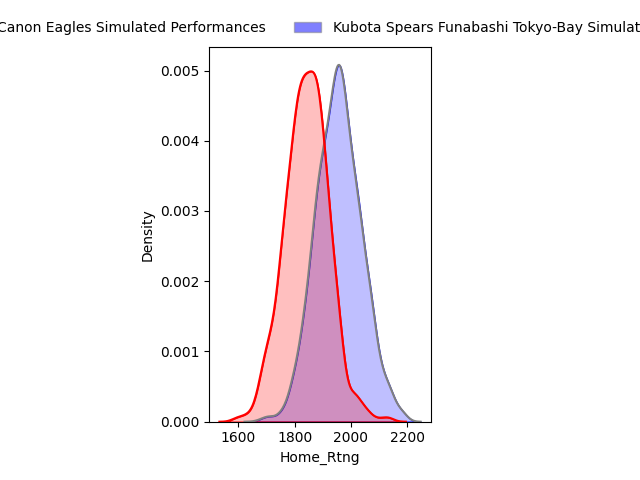 Canon Eagles Simulated Performances
Kubota Spears Funabashi Tokyo-Bay
0.005
0.004
0.003
0.002
0.001
0.000
Density
1600 1800 2000 2200
Home_Rtng